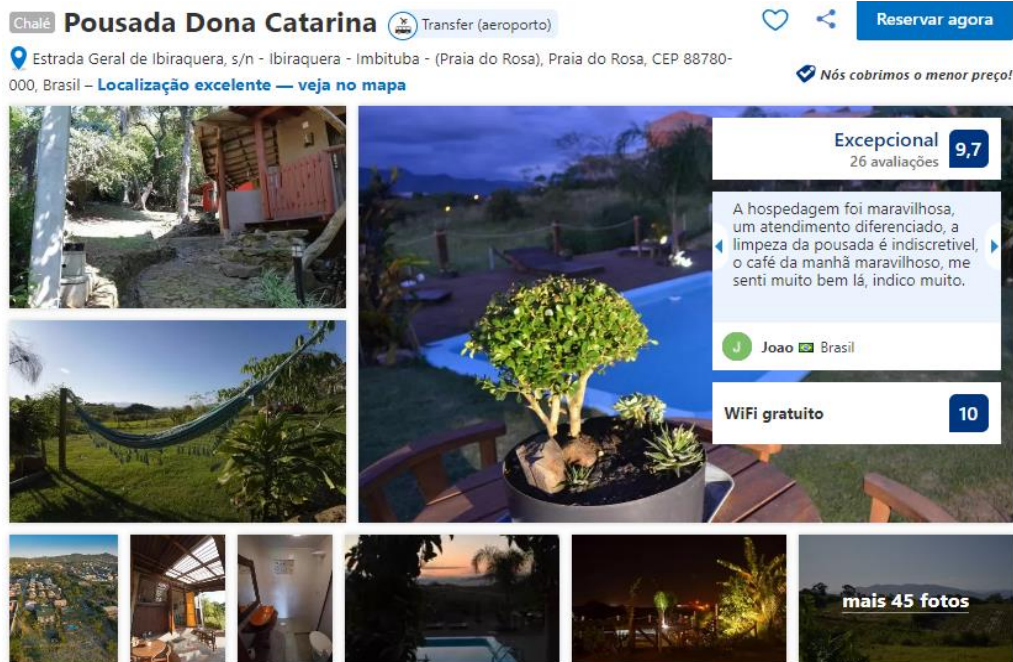 Chalé Pousada Dona Catarina Transfer (aeroporto)
Reservar agora
Estrada Geral de Ibiraquera, s/n - Ibiraquera - Imbituba - (Praia do Rosa), Praia do Rosa, CEP 88780-
000, Brasil – Localização excelente — veja no mapa
Nós cobrimos o menor preço!
Excepcional
26 avaliações
9,7
A hospedagem foi maravilhosa,
um atendimento diferenciado, a
limpeza da pousada é indiscretivel,
o café da manhã maravilhoso, me
senti muito bem lá, indico muito.
J Joao Brasil
WiFi gratuito 10
mais 45 fotos